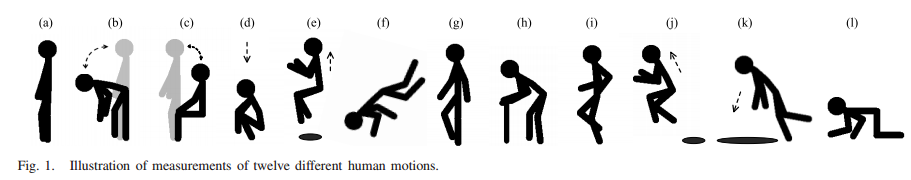 (a) (b) (c) (d) (e) (f) (g) (h) (i) (j) (k) (l)
Fig. 1. Illustration of measurements of twelve different human motions.